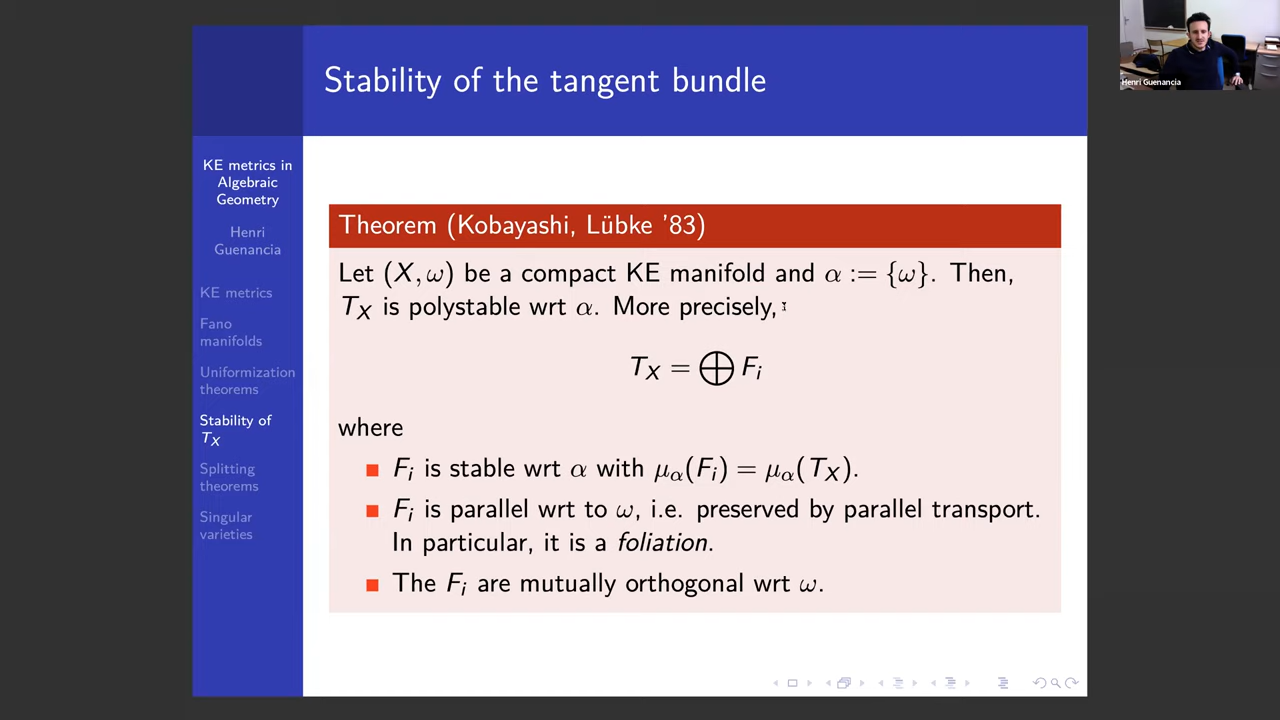 Stability of the tangent bundle
KE metrics in
Algebraic
Geometry
Henri
Guenancia
KE metrics
Fano
manifolds
Uniformization
theorems
Stability of
T_X
Splitting
theorems
Singular
varieties
Theorem (Kobayashi, Lübke '83)
Let (X, ω) be a compact KE manifold and α := {ω}. Then,
T_X is polystable wrt α. More precisely,
T_X = ⨁ F_i
where
F_i is stable wrt α with μ_α(F_i) = μ_α(T_X).
F_i is parallel wrt to ω, i.e. preserved by parallel transport.
In particular, it is a foliation.
The F_i are mutually orthogonal wrt ω.
Henri Guenancia